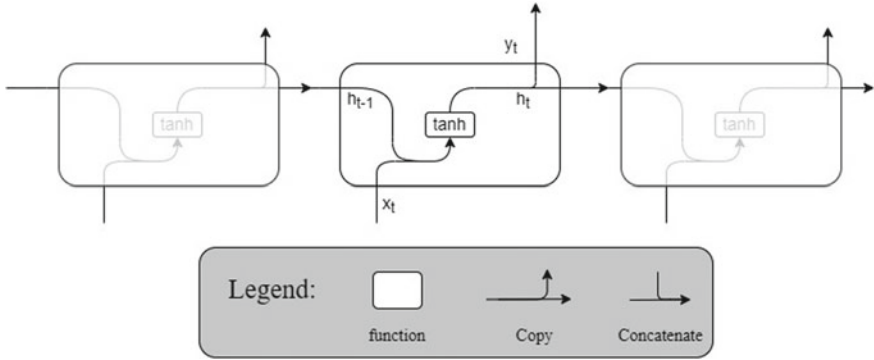 y_t
h_{t-1}
h_t
tanh
tanh
tanh
x_t
Legend:
function
Copy
Concatenate